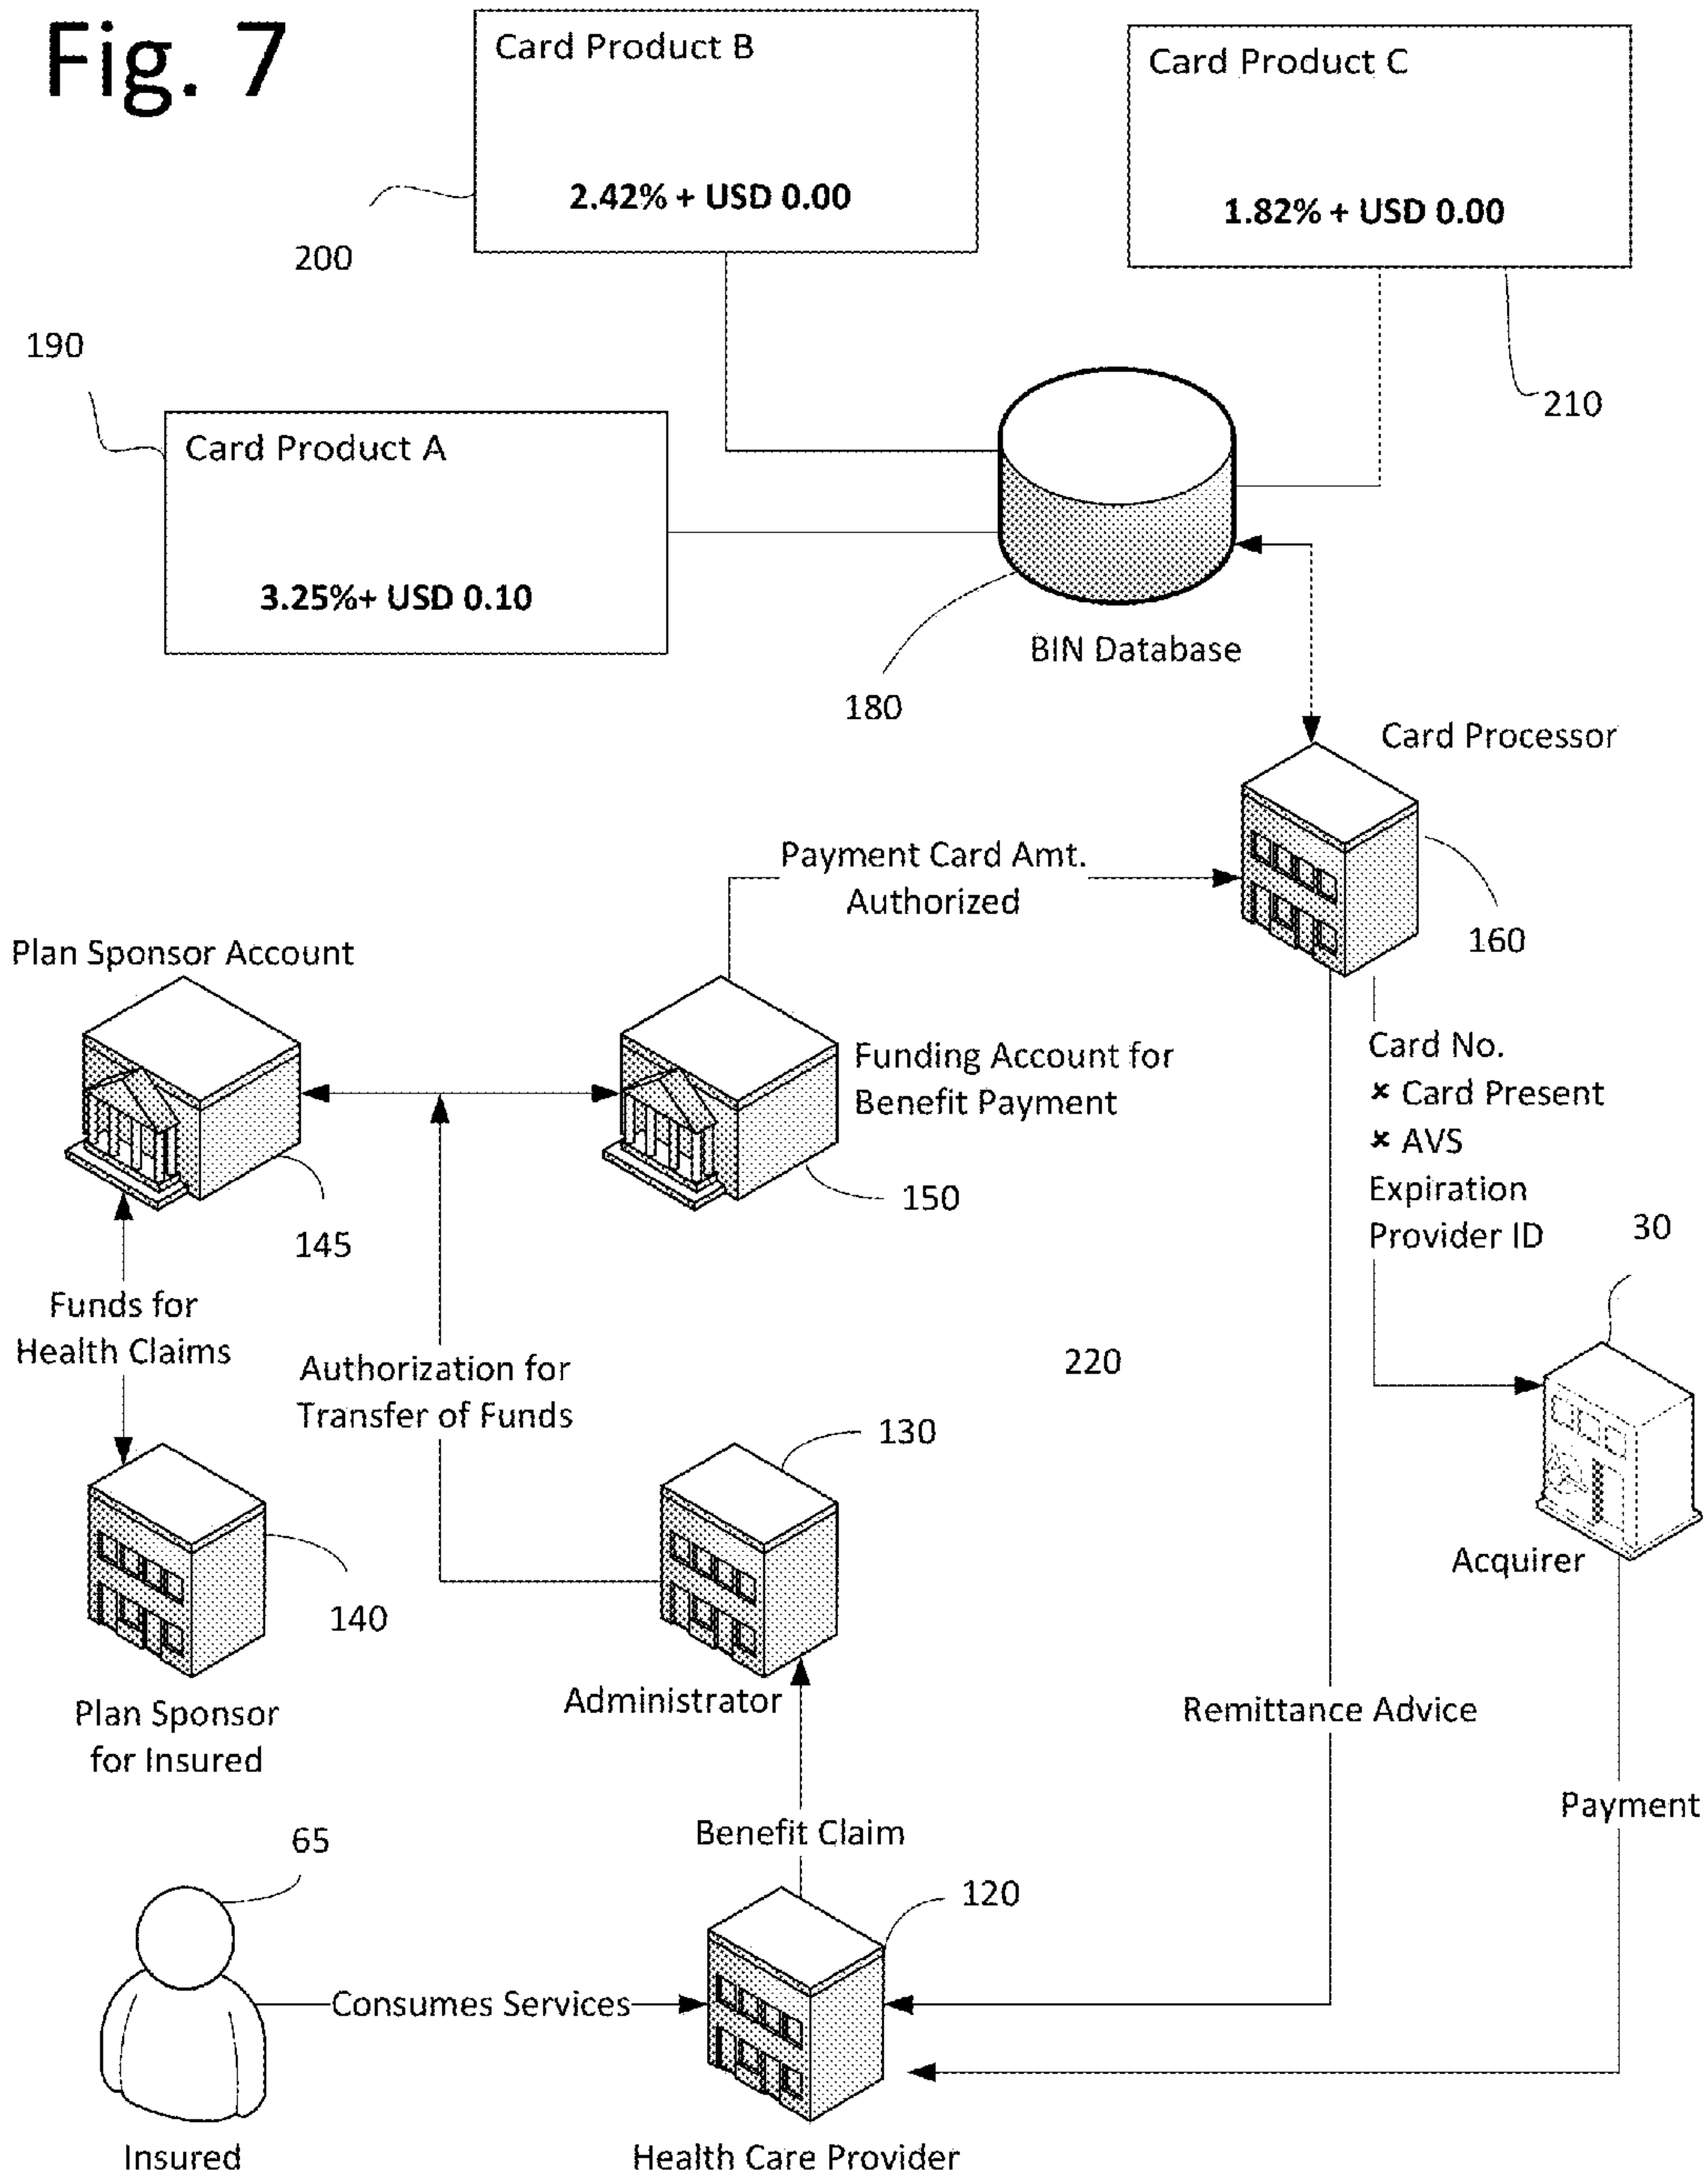 Fig. 7
Card Product B
2.42% + USD 0.00
200
Card Product C
1.82% + USD 0.00
210
190
Card Product A
3.25%+ USD 0.10
BIN Database
180
Card Processor
160
Payment Card Amt.
Authorized
Plan Sponsor Account
145
Funding Account for
Benefit Payment
150
Card No.
× Card Present
× AVS
Expiration
Provider ID
30
Funds for
Health Claims
Authorization for
Transfer of Funds
220
130
140
Acquirer
Plan Sponsor
for Insured
Administrator
Remittance Advice
Payment
Benefit Claim
65
120
Consumes Services
Insured
Health Care Provider